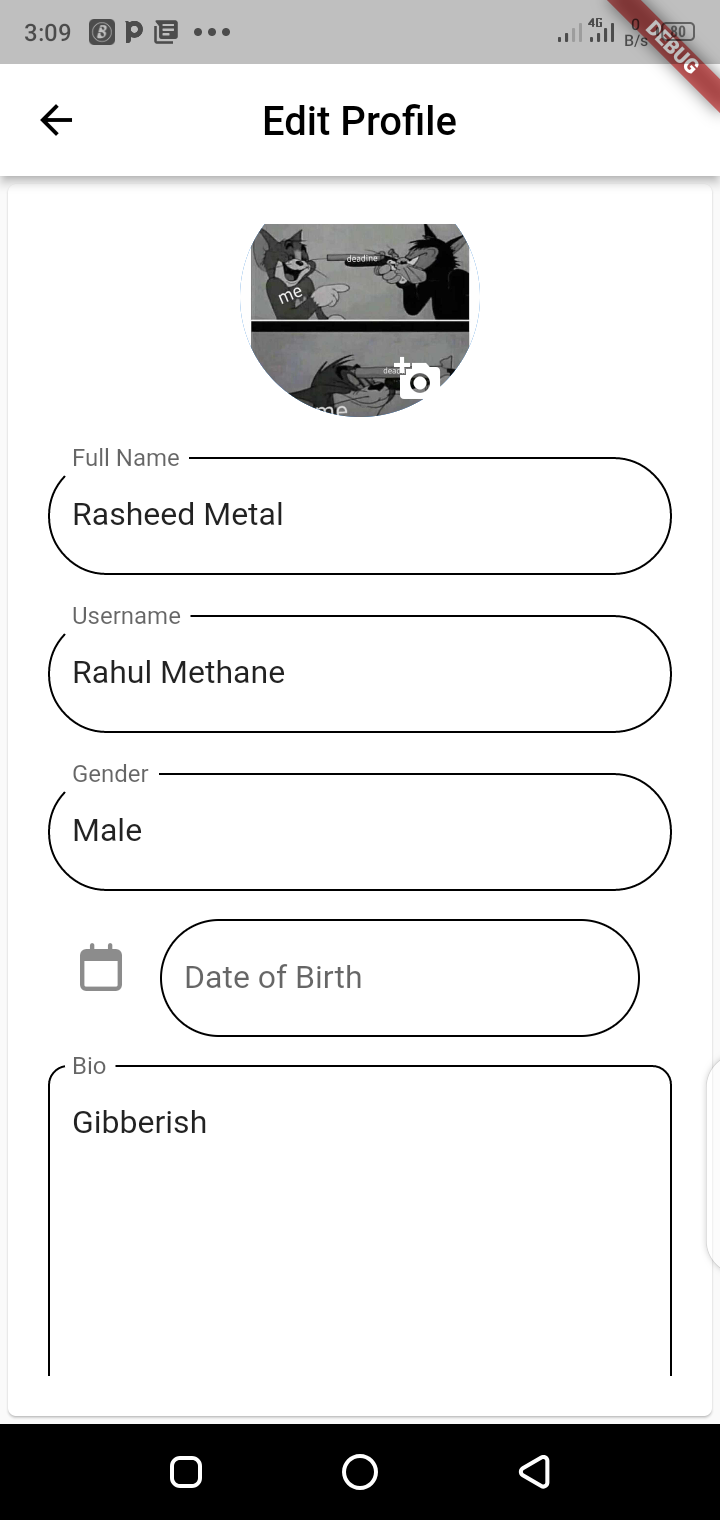 3:09
4G
0
B/s
80
DEBUG
Edit Profile
deadine
me
me
Full Name
Rasheed Metal
Username
Rahul Methane
Gender
Male
Date of Birth
Bio
Gibberish